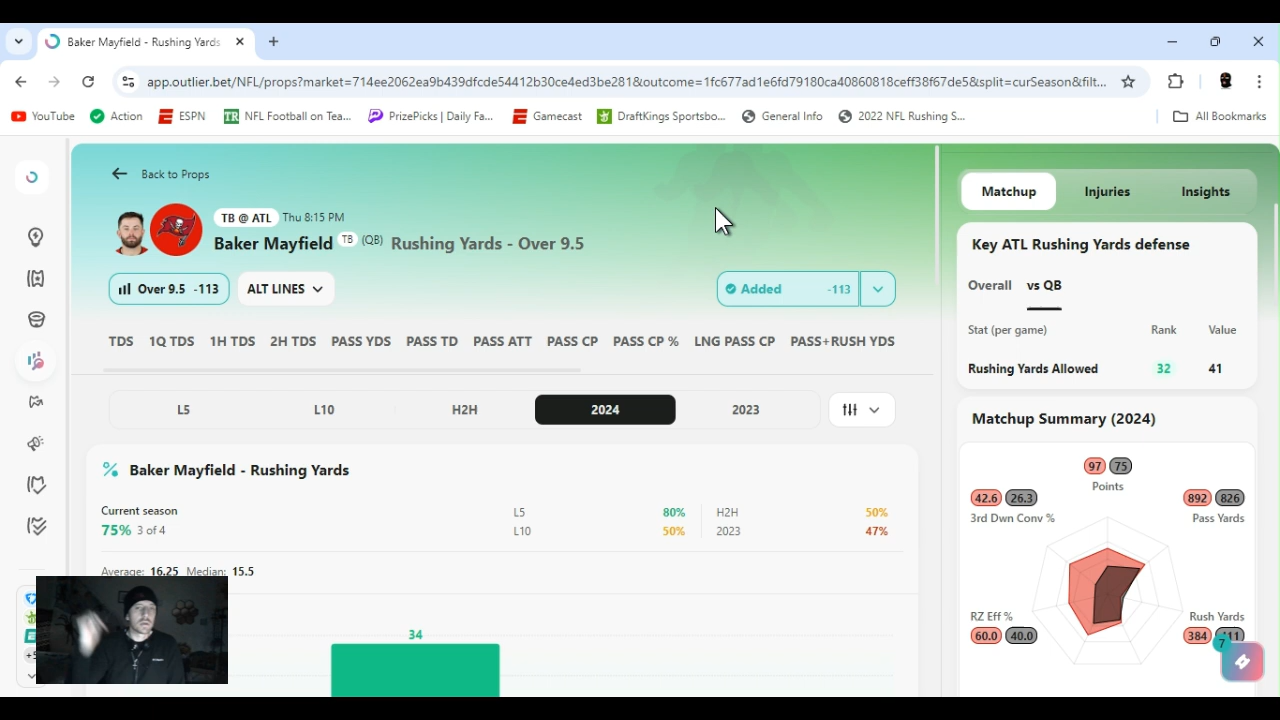 Baker Mayfield - Rushing Yards
app.outlier.bet/NFL/props?market=714ee2062ea9b439dfcde54412b30ce4ed3be281&outcome=1fc677ad1e6fd79180ca40860818ceff38f67de5&split=curSeason&filt...
YouTube Action ESPN NFL Football on Tea... PrizePicks | Daily Fa... Gamecast DraftKings Sportsbo... General Info 2022 NFL Rushing S... All Bookmarks
Back to Props
TB @ ATL Thu 8:15 PM
Baker Mayfield TB (QB) Rushing Yards - Over 9.5
Over 9.5 -113 ALT LINES Added -113
TDS 1Q TDS 1H TDS 2H TDS PASS YDS PASS TD PASS ATT PASS CP PASS CP % LNG PASS CP PASS+RUSH YDS
L5 L10 H2H 2024 2023
Baker Mayfield - Rushing Yards
Current season
75% 3 of 4
L5 80% H2H 50%
L10 50% 2023 47%
Average: 16.25 Median: 15.5
34
Matchup Injuries Insights
Key ATL Rushing Yards defense
Overall vs QB
Stat (per game) Rank Value
Rushing Yards Allowed 32 41
Matchup Summary (2024)
97 75
Points
42.6 26.3
3rd Dwn Conv %
892 826
Pass Yards
RZ Eff %
60.0 40.0
Rush Yards
384
7